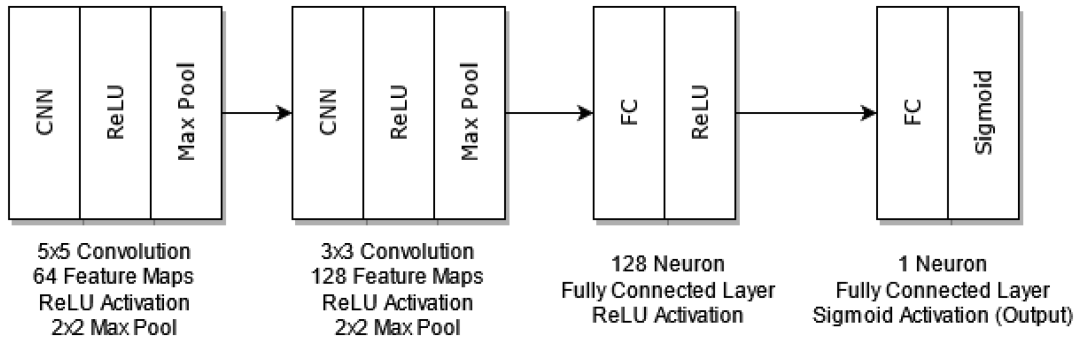 CNN
ReLU
Max Pool
CNN
ReLU
Max Pool
FC
ReLU
FC
Sigmoid
5x5 Convolution
64 Feature Maps
ReLU Activation
2x2 Max Pool
3x3 Convolution
128 Feature Maps
ReLU Activation
2x2 Max Pool
128 Neuron
Fully Connected Layer
ReLU Activation
1 Neuron
Fully Connected Layer
Sigmoid Activation (Output)